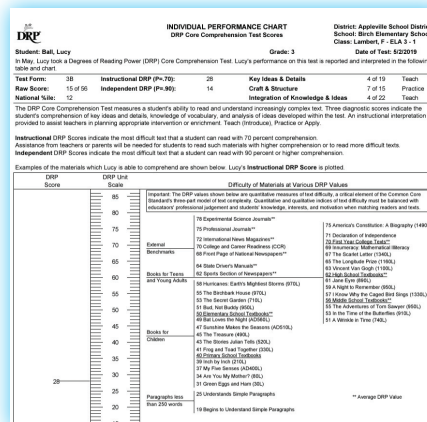 DRP
INDIVIDUAL PERFORMANCE CHART
DRP Core Comprehension Test Scores
District: Appleville School Distri
School: Birch Elementary Schoo
Class: Lambert, F - ELA 3 - 1
Student: Ball, Lucy
Grade: 3
Date of Test: 5/2/2019
In May, Lucy took a Degrees of Reading Power (DRP) Core Comprehension Test. Lucy's performance on this test is reported and interpreted in the following
table and chart
Test Form: 3B Instructional DRP (P=.70): 28 Key Ideas & Details 4 of 19 Teach
Raw Score: 15 of 56 Independent DRP (P=.90): 14 Craft & Structure 7 of 15 Practice
National %ile: 12 Integration of Knowledge & Ideas 4 of 22 Teach
The DRP Core Comprehension Test measures a student's ability to read and understand increasingly complex text. Three diagnostic scores indicate the
student's comprehension of key ideas and details, knowledge of vocabulary, and analysis of ideas developed within the text. An instructional interpretation
provided to assist teachers in planning appropriate intervention or enrichment. Teach (Introduce), Practice or Apply.
Instructional DRP Scores indicate the most difficult text that a student can read with 70 percent comprehension.
Assistance from teachers or parents will be needed for students to read such materials with higher comprehension or to read more difficult texts.
Independent DRP Scores indicate the most difficult text that a student can read with 90 percent or higher comprehension.
Examples of the materials which Lucy is able to comprehend are shown below. Lucy's Instructional DRP Score is plotted.
DRP
Score
DRP Unit
Scale
Difficulty of Materials at Various DRP Values
Important: The DRP values shown below are quantitative measures of text difficulty, a critical element of the Common Core
Standard's three-part model of text complexity. Quantitative and qualitative indices of text difficulty must be balanced with
educators' professional judgement and students' knowledge, interests, and motivation when matching readers and texts.
85
80
75
70
65
60
55
50
45
40
35
30
28
25
20
External
Benchmarks
Books for Teens
and Young Adults
Books for
Children
Paragraphs less
than 250 words
78 Experimental Science Journals**
75 Professional Journals**
72 International News Magazines**
70 College and Career Readiness (CCR)
68 Front Page of National Newspapers**
64 State Driver's Manuals**
62 Sports Section of Newspapers**
58 Hurricanes: Earth's Mightiest Storms (970L)
55 The Birchbark House (970L)
53 The Secret Garden (710L)
51 Bud, Not Buddy (950L)
50 Elementary School Textbooks**
49 Bat Loves the Night (AD560L)
47 Sunshine Makes the Seasons (AD510L)
45 The Treasure (490L)
43 The Stories Julian Tells (520L)
41 Frog and Toad Together (330L)
40 Primary School Textbooks
39 Inch by Inch (210L)
37 My Five Senses (AD400L)
34 Are You My Mother? (80L)
31 Green Eggs and Ham (30L)
25 Understands Simple Paragraphs
19 Begins to Understand Simple Paragraphs
75 America's Constitution: A Biography (1490
71 Declaration of Independence
70 First Year College Texts**
69 Innumeracy: Mathematical Illiteracy
67 The Scarlet Letter (1340L)
65 The Longitude Prize (1160L)
63 Vincent Van Gogh (1100L)
62 High School Textbooks**
61 Jane Eyre (890L)
59 A Night to Remember (950L)
57 I Know Why the Caged Bird Sings (1330L)
56 Middle School Textbooks**
55 The Adventures of Tom Sawyer (950L)
53 In the Time of the Butterflies (910L)
51 A Wrinkle in Time (740L)
** Average DRP Value